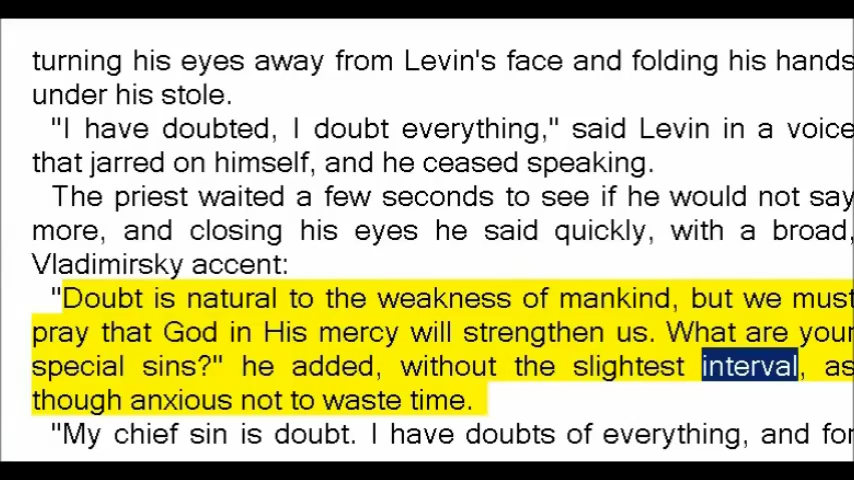 turning his eyes away from Levin's face and folding his hands
under his stole.
"I have doubted, I doubt everything," said Levin in a voice
that jarred on himself, and he ceased speaking.
The priest waited a few seconds to see if he would not say
more, and closing his eyes he said quickly, with a broad,
Vladimirsky accent:
"Doubt is natural to the weakness of mankind, but we must
pray that God in His mercy will strengthen us. What are your
special sins?" he added, without the slightest interval, as
though anxious not to waste time.
"My chief sin is doubt. I have doubts of everything, and for